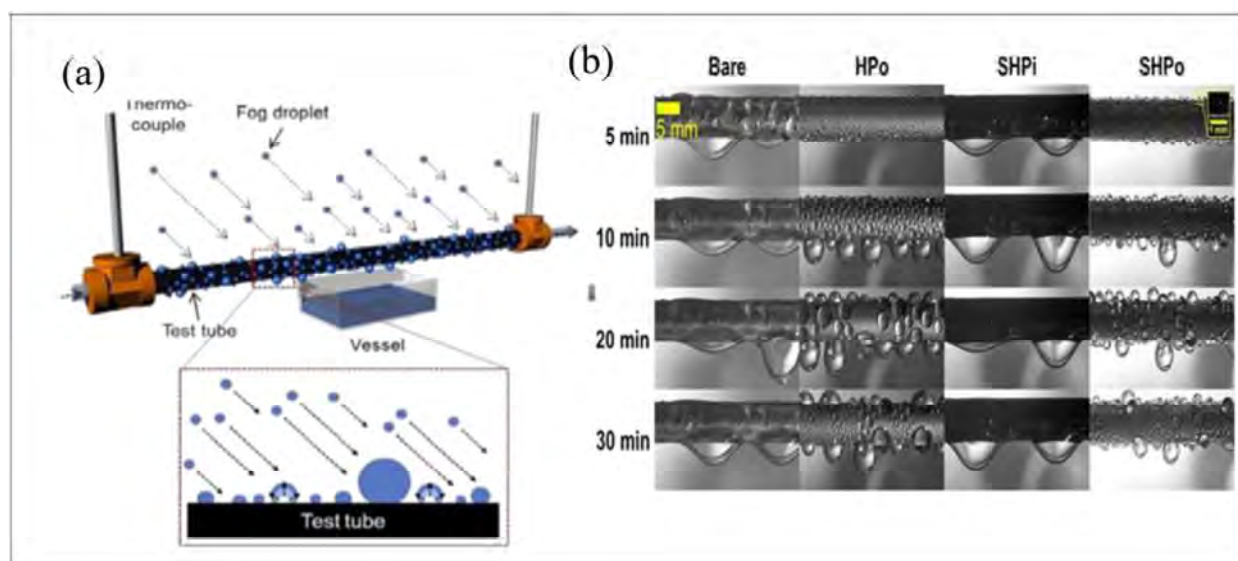 (a)
Thermo-
couple
Fog droplet
Test tube
Vessel
Test tube
(b)
Bare HPo SHPi SHPo
5 mm
5 min
10 min
20 min
30 min